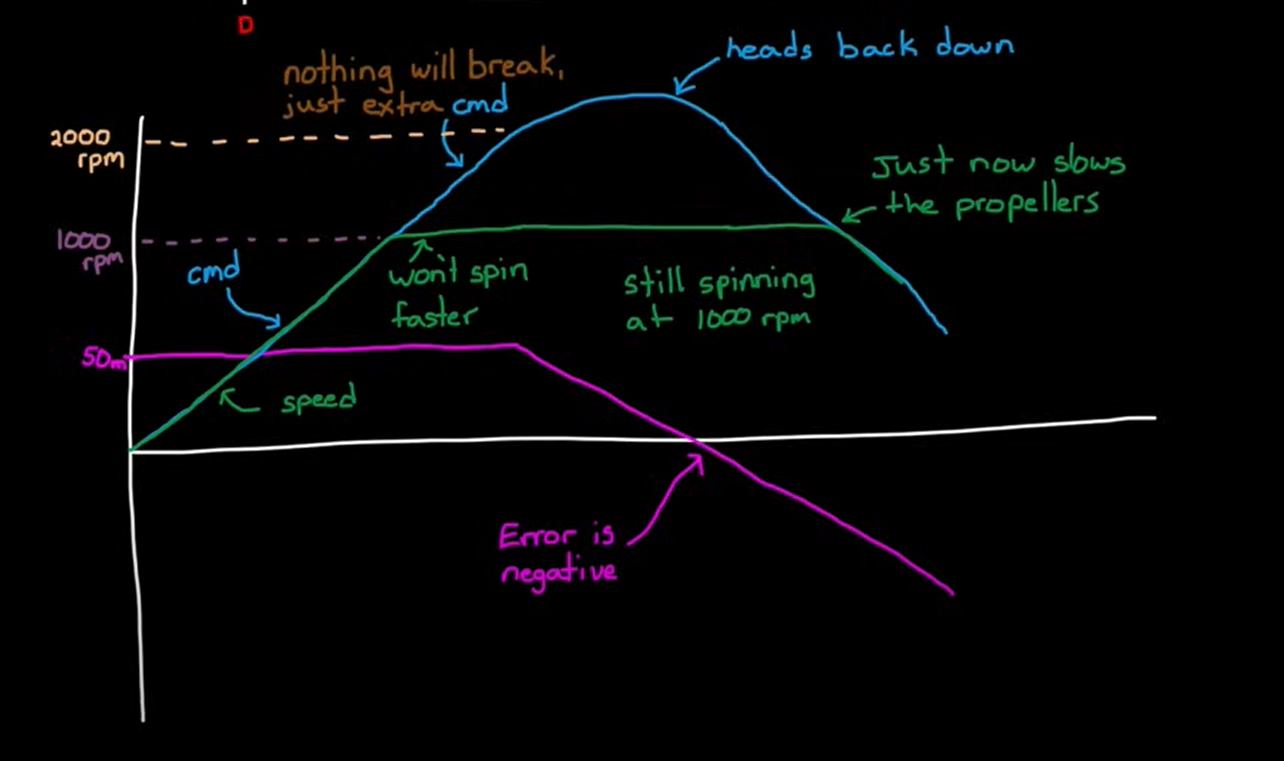 D
nothing will break,
just extra cmd
heads back down
2000
rpm
Just now slows
the propellers
1000
rpm
cmd
won't spin
faster
still spinning
at 1000 rpm
50m
speed
Error is
negative